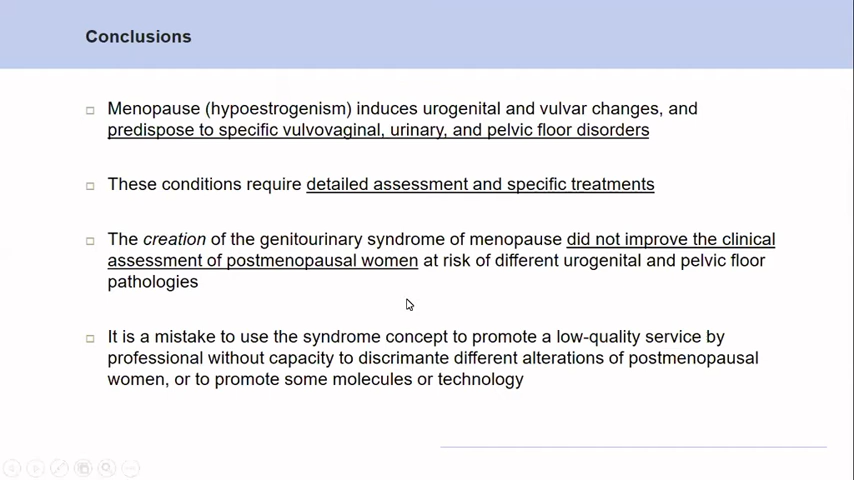 Conclusions
Menopause (hypoestrogenism) induces urogenital and vulvar changes, and
predispose to specific vulvovaginal, urinary, and pelvic floor disorders
These conditions require detailed assessment and specific treatments
The creation of the genitourinary syndrome of menopause did not improve the clinical
assessment of postmenopausal women at risk of different urogenital and pelvic floor
pathologies
It is a mistake to use the syndrome concept to promote a low-quality service by
professional without capacity to discrimante different alterations of postmenopausal
women, or to promote some molecules or technology